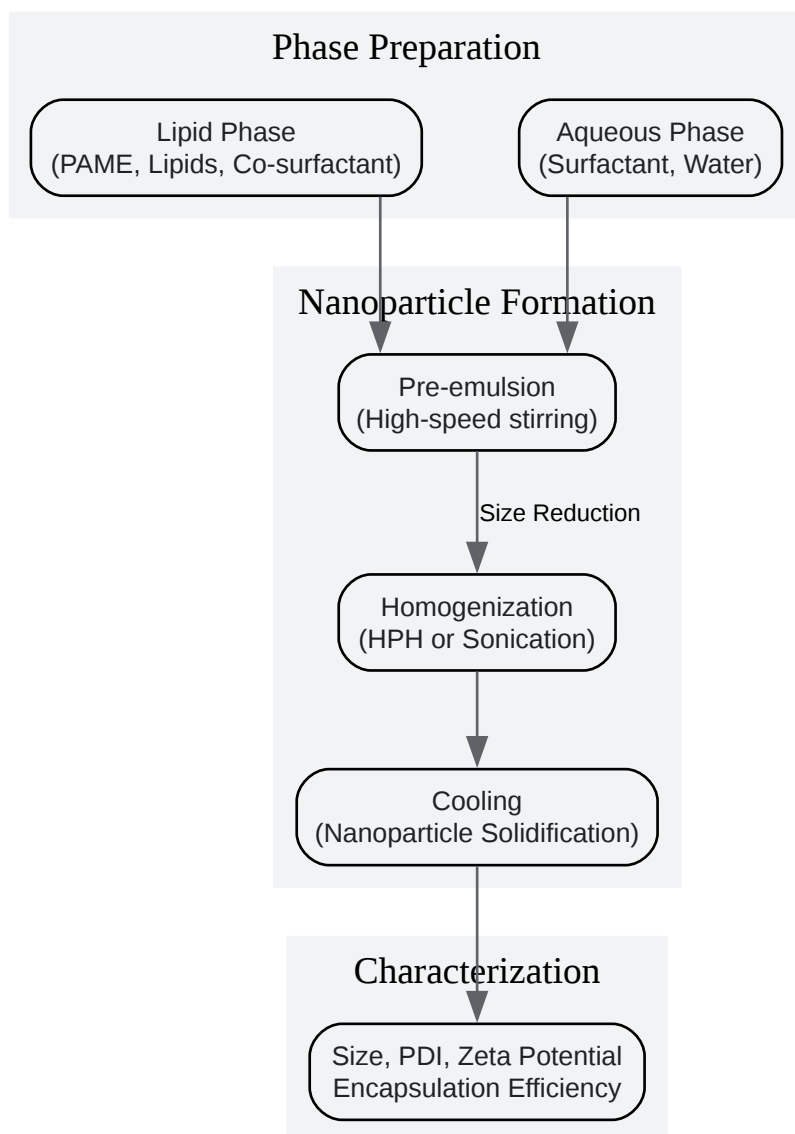 Phase Preparation
Lipid Phase
(PAME, Lipids, Co-surfactant)
Aqueous Phase
(Surfactant, Water)
Nanoparticle Formation
Pre-emulsion
(High-speed stirring)
Size Reduction
Homogenization
(HPH or Sonication)
Cooling
(Nanoparticle Solidification)
Characterization
Size, PDI, Zeta Potential
Encapsulation Efficiency